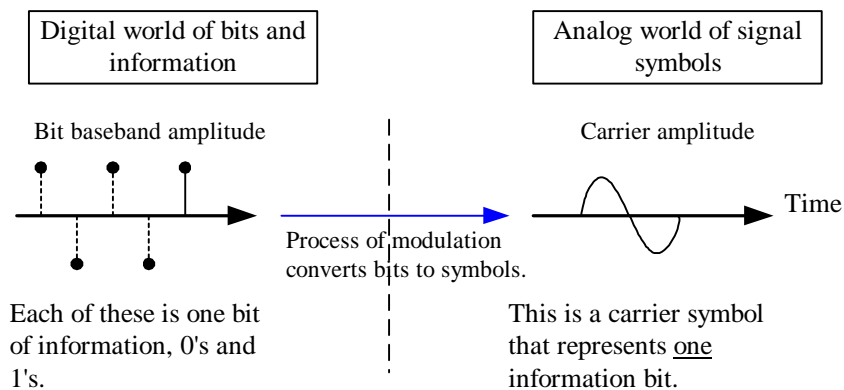 Digital world of bits and
information
Analog world of signal
symbols
Bit baseband amplitude
Carrier amplitude
Time
Process of modulation
converts bits to symbols.
Each of these is one bit
of information, 0's and
1's.
This is a carrier symbol
that represents one
information bit.